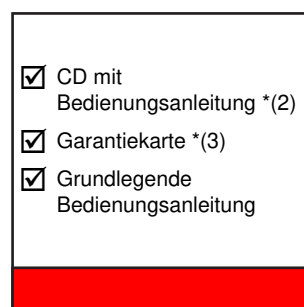 CD mit
Bedienungsanleitung *(2)
Garantiekarte *(3)
Grundlegende
Bedienungsanleitung